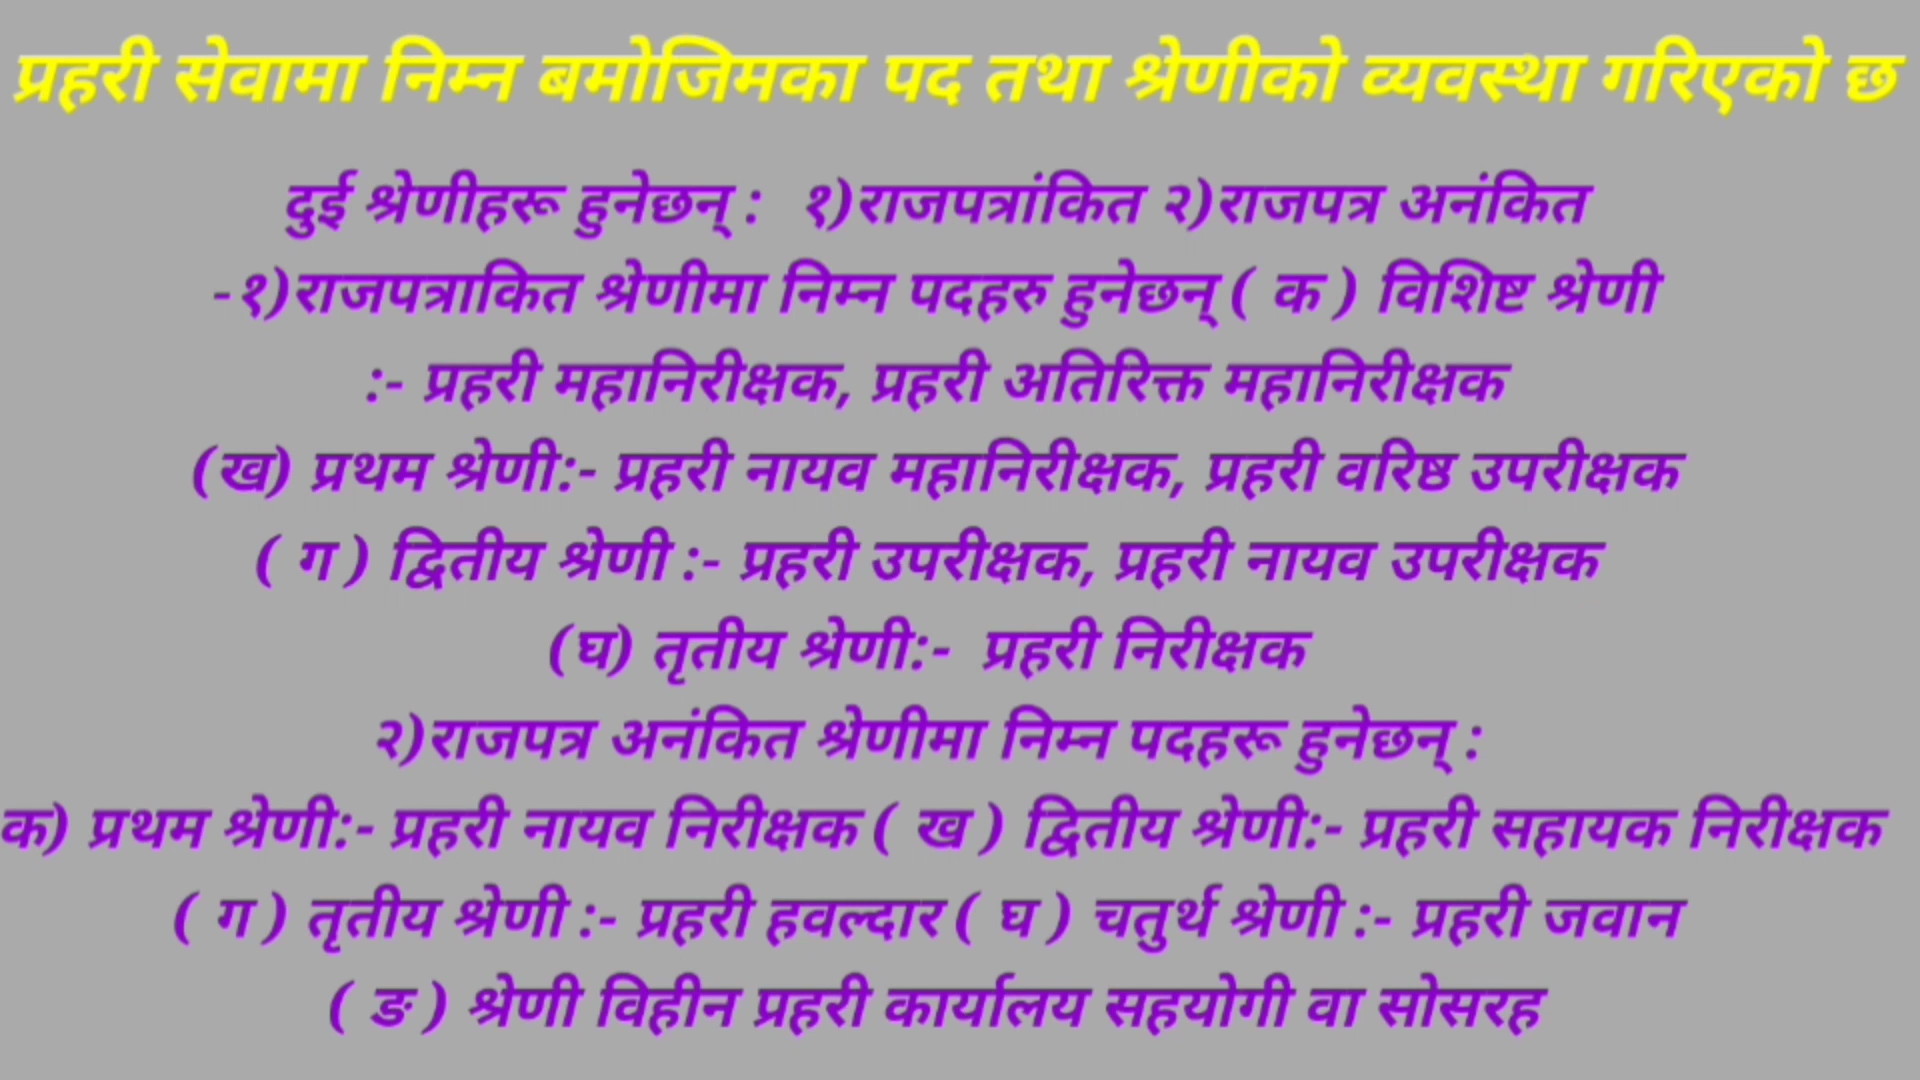 प्रहरी सेवामा निम्न बमोजिमका पद तथा श्रेणीको व्यवस्था गरिएको छ
दुई श्रेणीहरू हुनेछन् : १)राजपत्रांकित २)राजपत्र अनंकित
-१)राजपत्राकित श्रेणीमा निम्न पदहरु हुनेछन् ( क ) विशिष्ट श्रेणी
:- प्रहरी महानिरीक्षक, प्रहरी अतिरिक्त महानिरीक्षक
(ख) प्रथम श्रेणी:- प्रहरी नायव महानिरीक्षक, प्रहरी वरिष्ठ उपरीक्षक
( ग ) द्वितीय श्रेणी :- प्रहरी उपरीक्षक, प्रहरी नायव उपरीक्षक
(घ) तृतीय श्रेणी:- प्रहरी निरीक्षक
२)राजपत्र अनंकित श्रेणीमा निम्न पदहरू हुनेछन् :
क) प्रथम श्रेणी:- प्रहरी नायव निरीक्षक ( ख ) द्वितीय श्रेणी:- प्रहरी सहायक निरीक्षक
( ग ) तृतीय श्रेणी :- प्रहरी हवल्दार ( घ ) चतुर्थ श्रेणी :- प्रहरी जवान
( ङ ) श्रेणी विहीन प्रहरी कार्यालय सहयोगी वा सोसरह